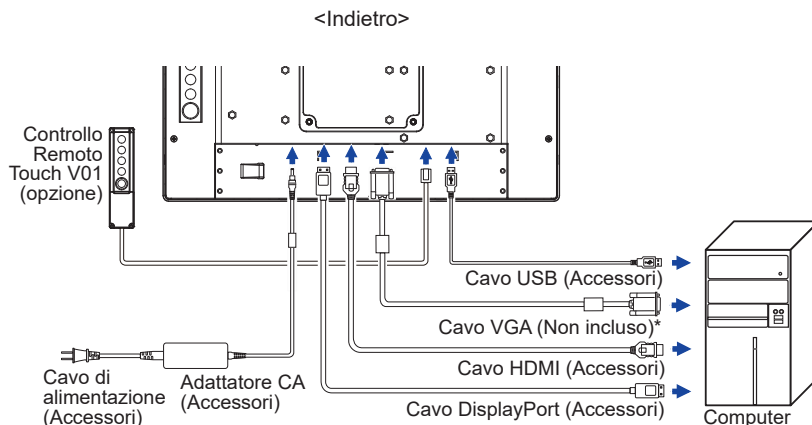 <Indietro>
Controllo
Remoto
Touch V01
(opzione)
Cavo USB (Accessori)
Cavo VGA (Non incluso)*
Cavo HDMI (Accessori)
Cavo DisplayPort (Accessori)
Cavo di
alimentazione
(Accessori)
Adattatore CA
(Accessori)
Computer